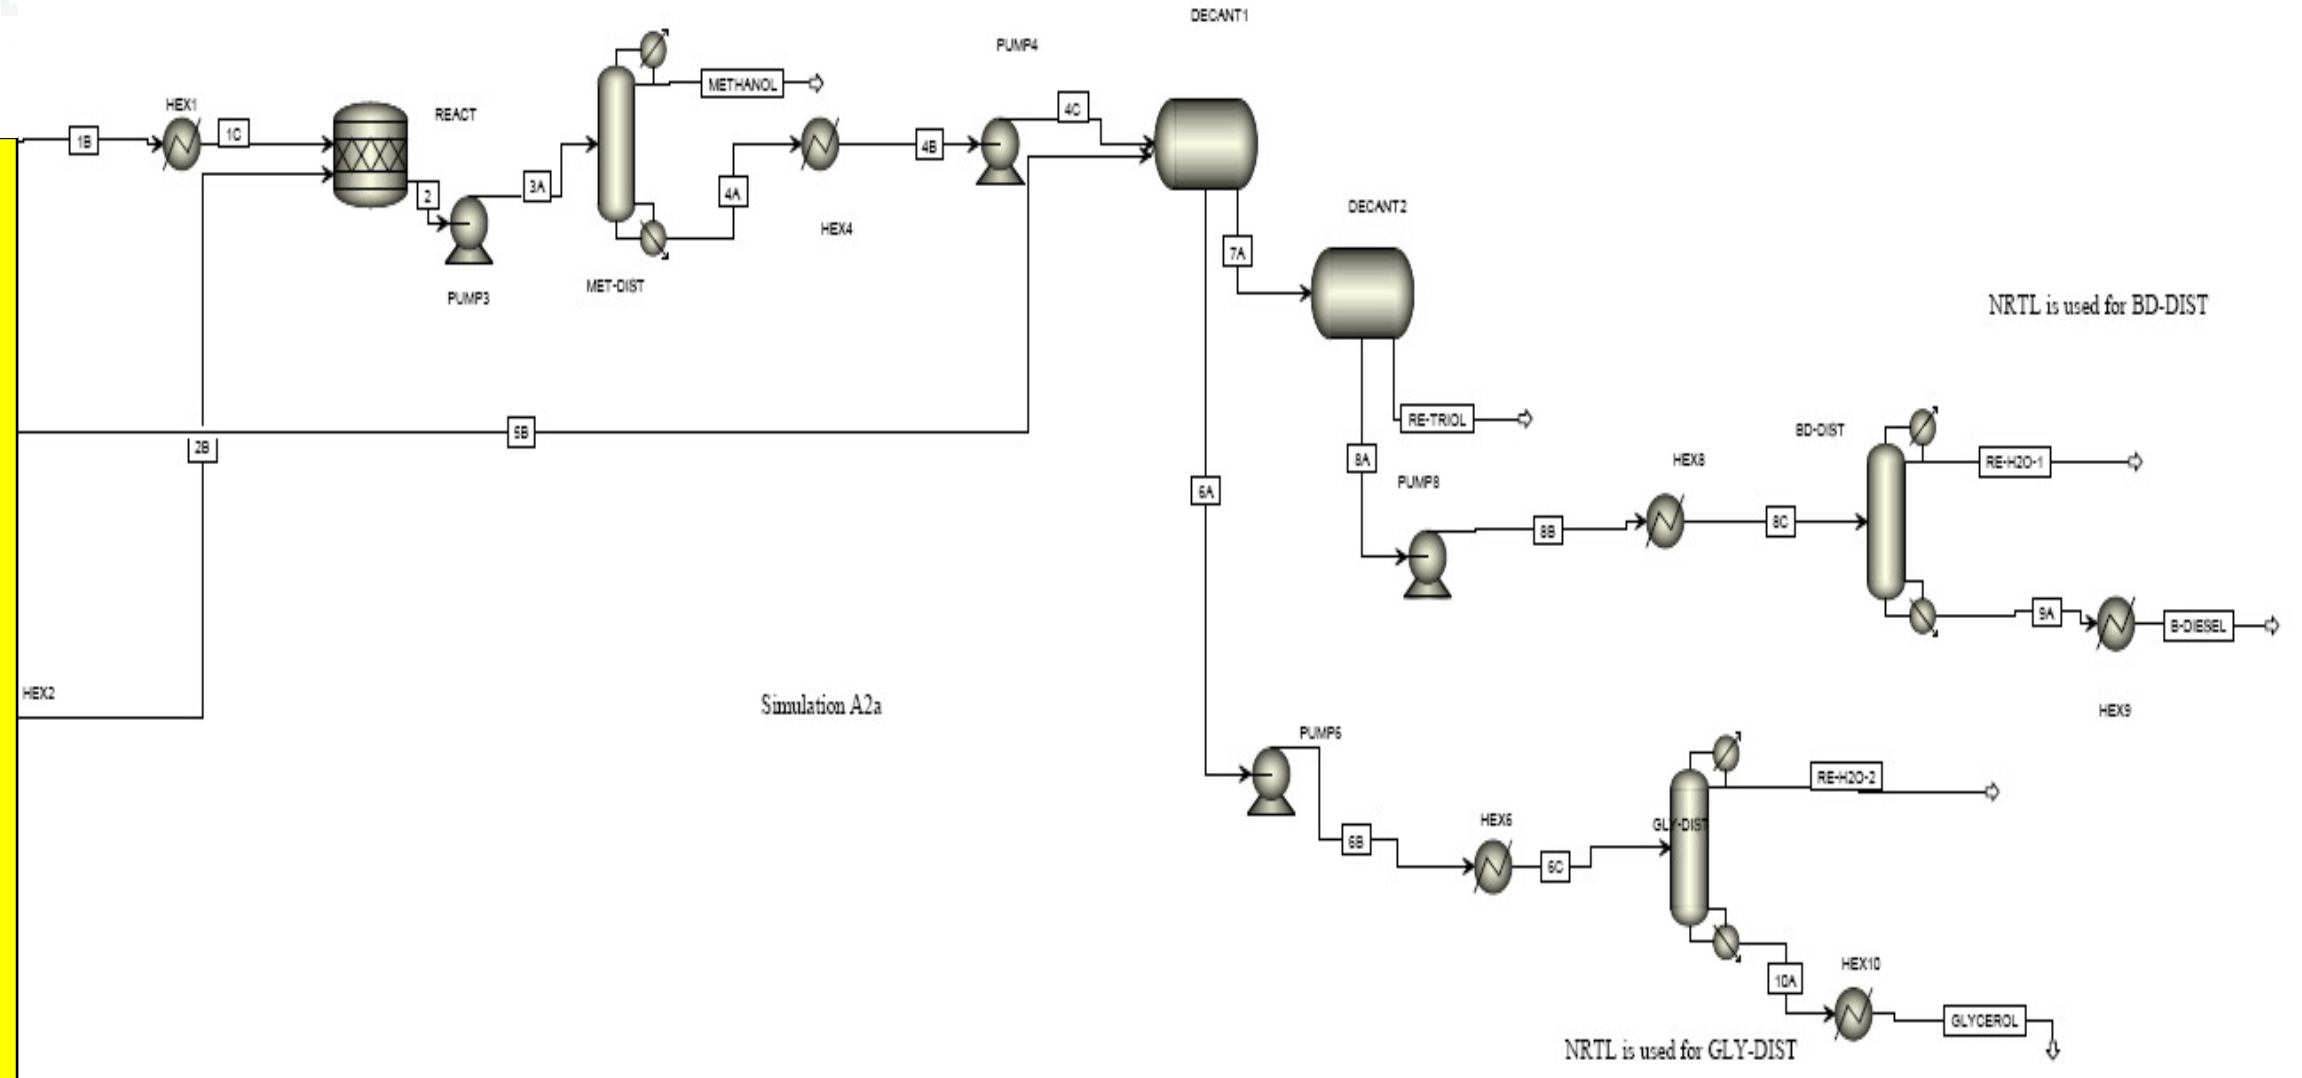 DECANT1
PUMP4
HEX1
1B
1C
REACT
METHANOL
4C
2
3A
4A
4B
HEX4
MET-DIST
PUMP3
DECANT2
7A
NRTL is used for BD-DIST
RE-TRIOL
5B
2B
8A
BD-DIST
HEX8
PUMP8
RE-H2O-1
6A
8B
8C
9A
B-DIESEL
HEX2
Simulation A2a
HEX9
PUMP6
RE-H2O-2
HEX6
GLY-DIST
6B
6C
10A
HEX10
GLYCEROL
NRTL is used for GLY-DIST